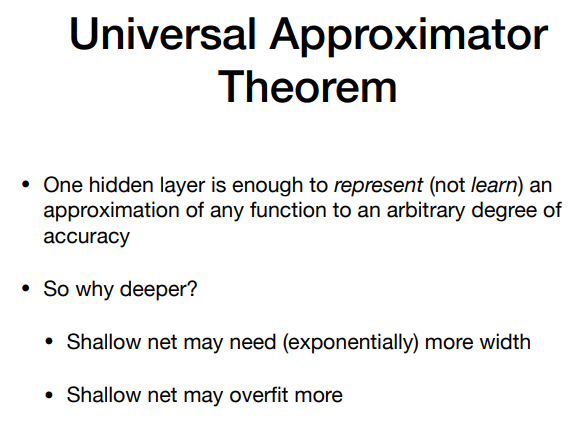 Universal Approximator
Theorem
• One hidden layer is enough to represent (not learn) an
approximation of any function to an arbitrary degree of
accuracy
• So why deeper?
• Shallow net may need (exponentially) more width
• Shallow net may overfit more